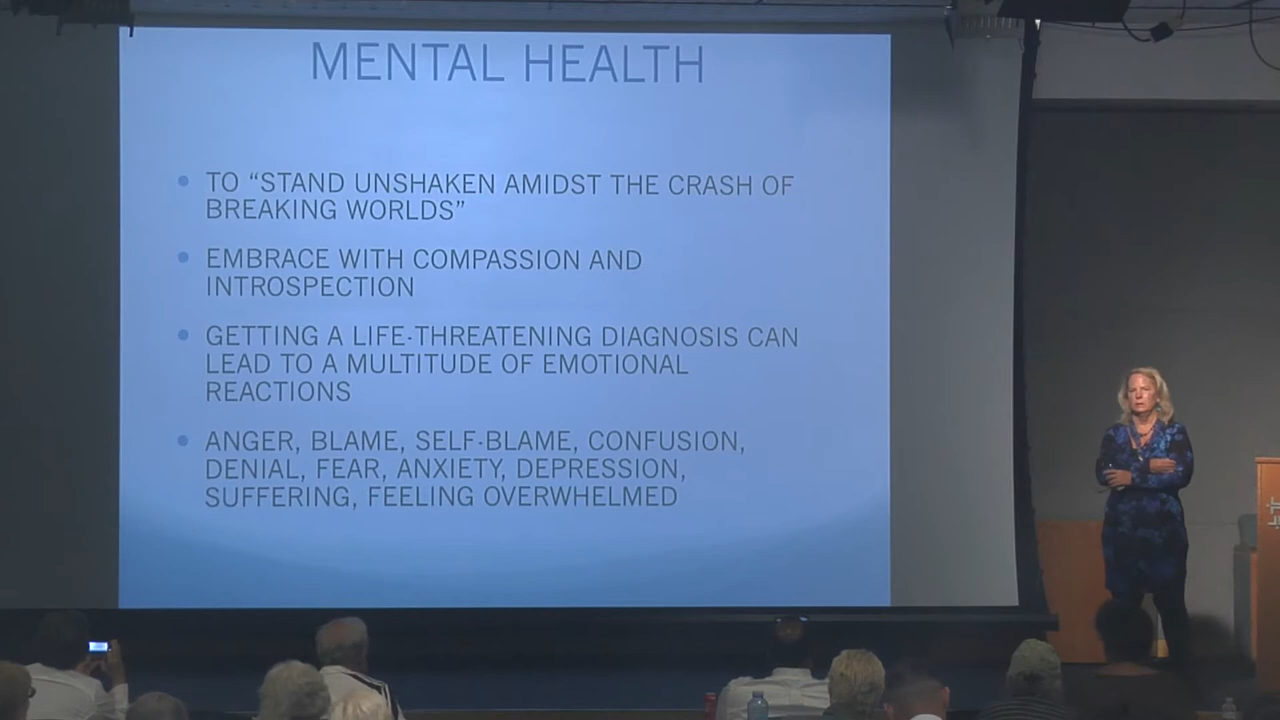 MENTAL HEALTH
TO “STAND UNSHAKEN AMIDST THE CRASH OF
BREAKING WORLDS”
EMBRACE WITH COMPASSION AND
INTROSPECTION
GETTING A LIFE-THREATENING DIAGNOSIS CAN
LEAD TO A MULTITUDE OF EMOTIONAL
REACTIONS
ANGER, BLAME, SELF-BLAME, CONFUSION,
DENIAL, FEAR, ANXIETY, DEPRESSION,
SUFFERING, FEELING OVERWHELMED